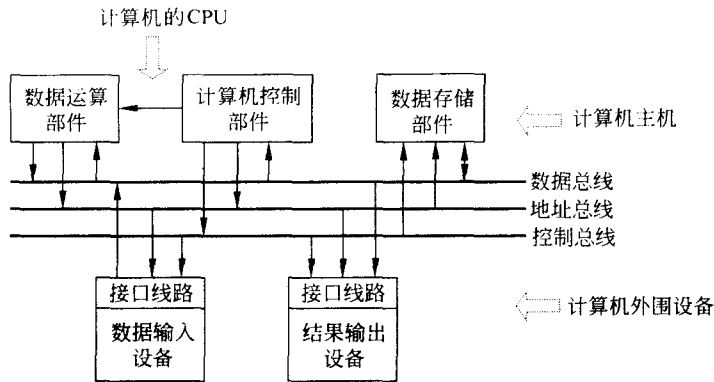 计算机的CPU
数据运算
部件
计算机控制
部件
数据存储
部件
计算机主机
数据总线
地址总线
控制总线
接口线路
数据输入
设备
接口线路
结果输出
设备
计算机外围设备